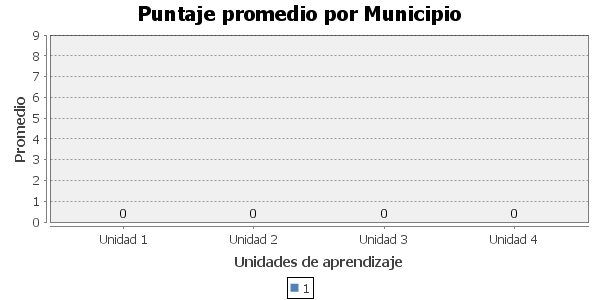 Puntaje promedio por Municipio
Promedio
9
8
7
6
5
4
3
2
1
0
0 0 0 0
Unidad 1 Unidad 2 Unidad 3 Unidad 4
Unidades de aprendizaje
1